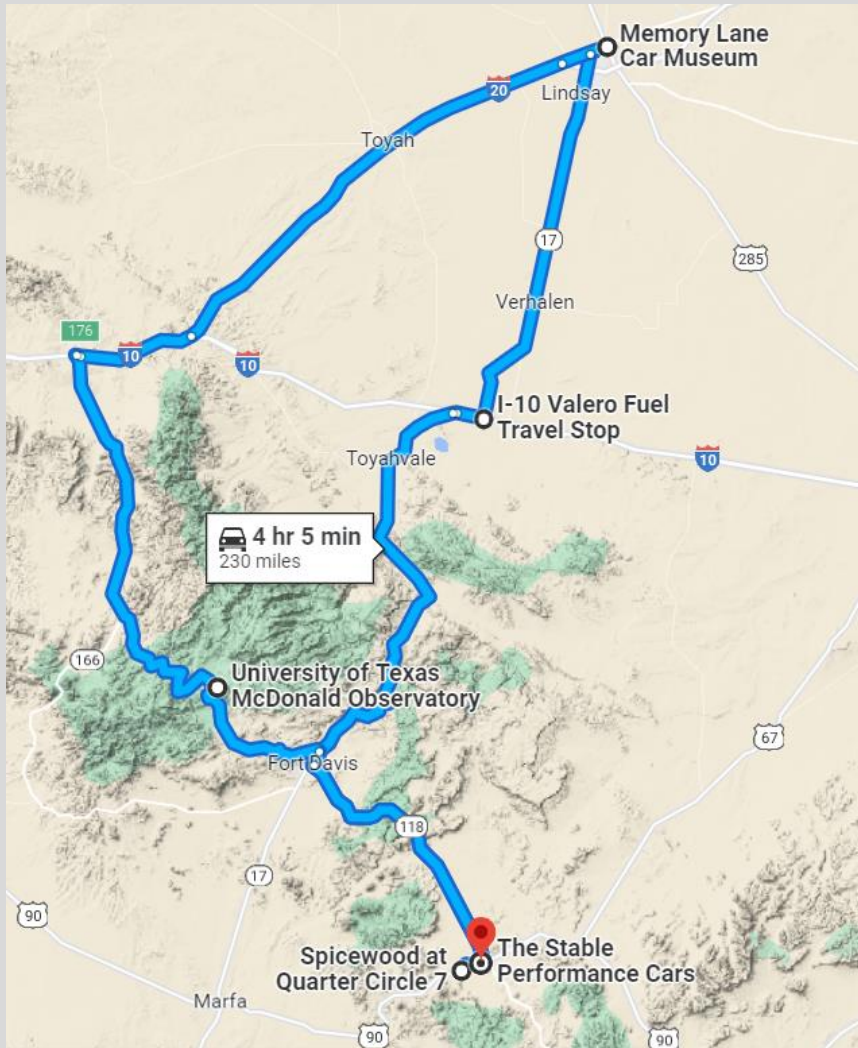 Memory Lane
Car Museum
20
Lindsay
Toyah
17
285
Verhalen
176
10
10
I-10 Valero Fuel
Travel Stop
Toyahvale
10
4 hr 5 min
230 miles
166
University of Texas
McDonald Observatory
67
Fort Davis
118
17
90
Spicewood at
Quarter Circle 7
The Stable
Performance Cars
Marfa
90
90